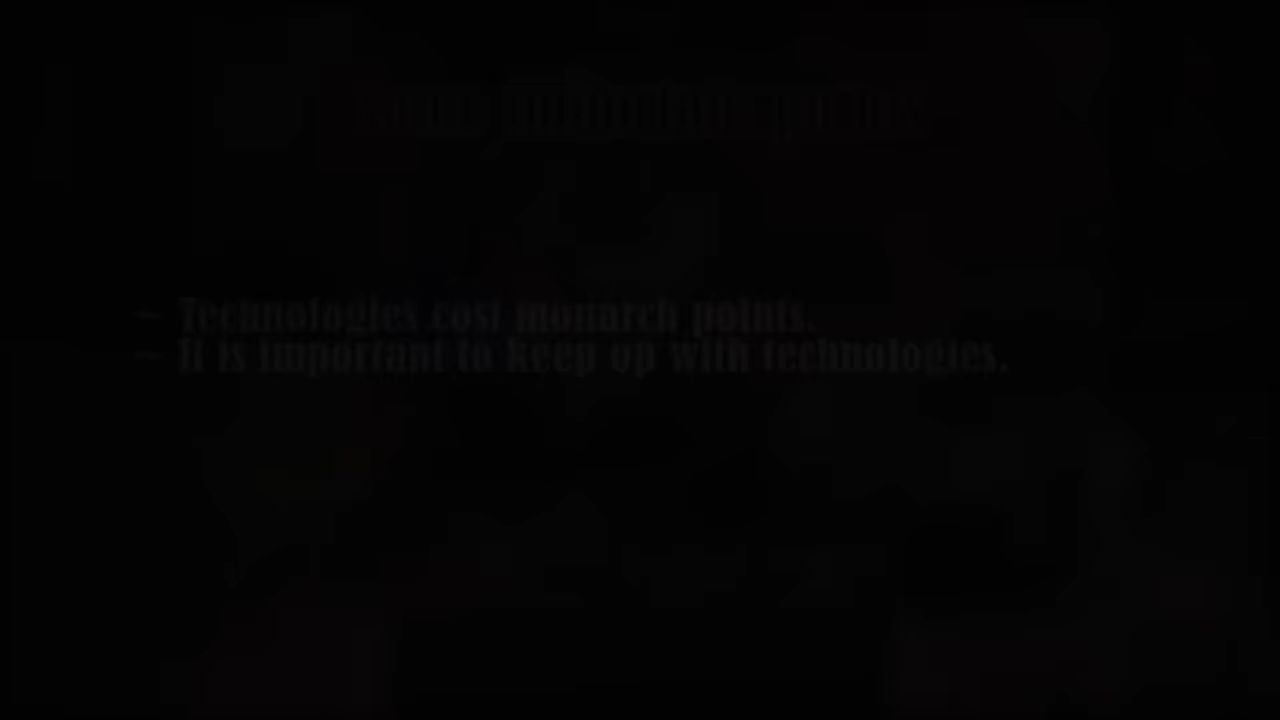 - Technologies cost monarch points.
- It is important to keep up with technologies.